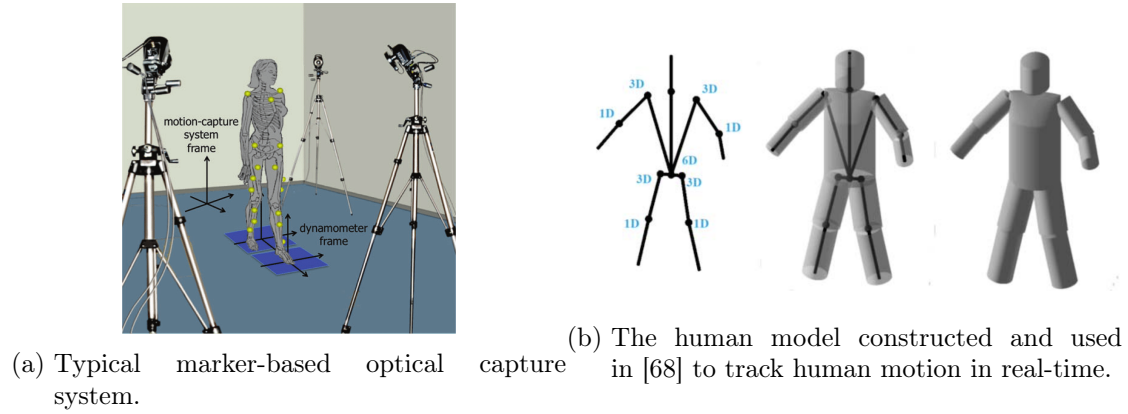 motion-capture
system
frame
dynamometer
frame
(a) Typical marker-based optical capture
system.
3D
3D
1D
1D
6D
3D
3D
1D
1D
(b) The human model constructed and used
in [68] to track human motion in real-time.